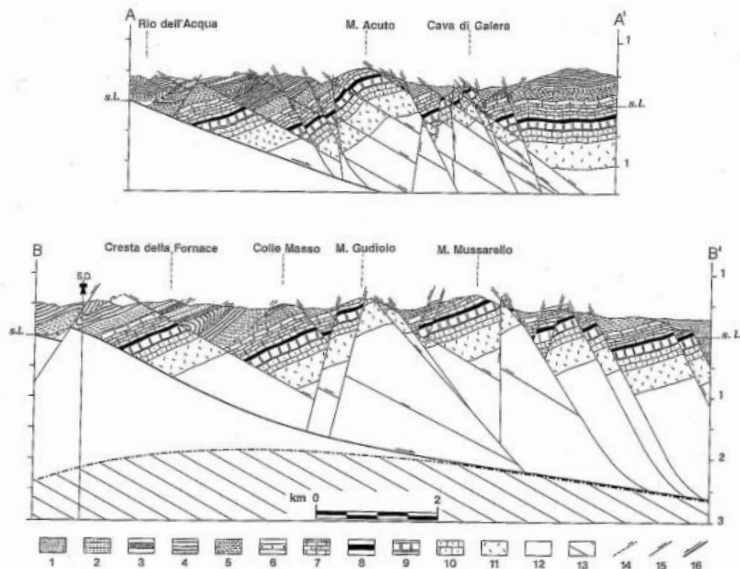 A A'
Rio dell'Acqua M. Acuto Cava di Galera
1 1
s.l. s.l.
1 1
B B'
Cresta della Fornace Colle Masso M. Gudiolo M. Mussarello
S.D.
1
s.l. s.l.
1
2
km 0 2
3
1 2 3 4 5 6 7 8 9 10 11 12 13 14 15 16